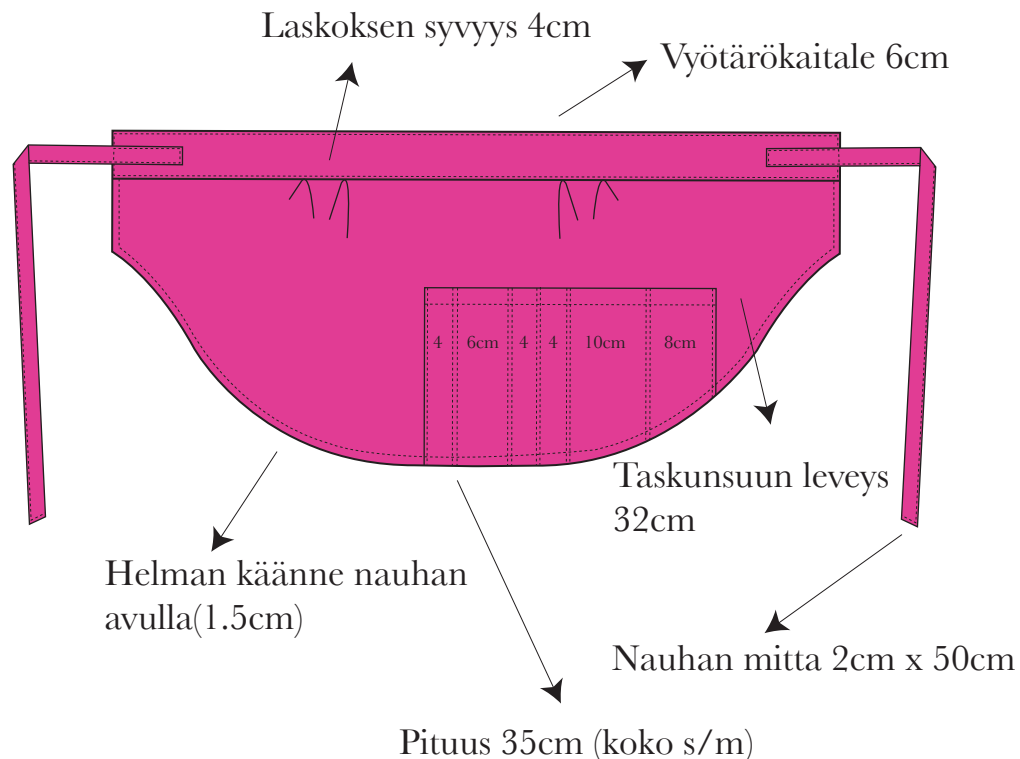 Laskoksen syvyys 4cm
Vyötärökaitale 6cm
4 6cm 4 4 10cm 8cm
Taskunsuun leveys
32cm
Helman käänne nauhan
avulla(1.5cm)
Nauhan mitta 2cm x 50cm
Pituus 35cm (koko s/m)